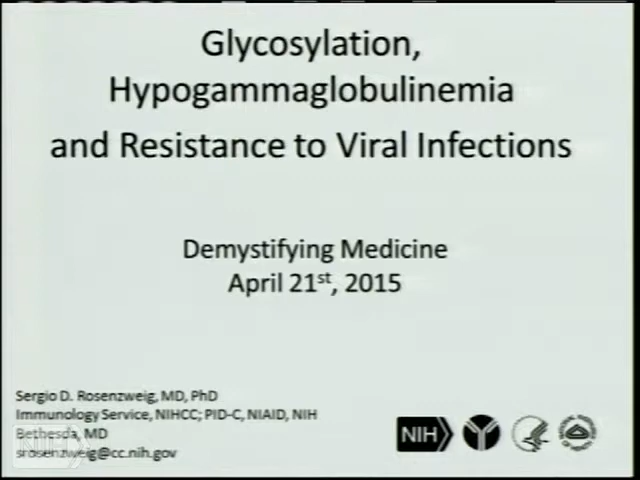 Glycosylation,
Hypogammaglobulinemia
and Resistance to Viral Infections
Demystifying Medicine
April 21st, 2015
Sergio D. Rosenzweig, MD, PhD
Immunology Service, NIHCC; PID-C, NIAID, NIH
Bethesda, MD
srosenzweig@cc.nih.gov
NIH
NIH